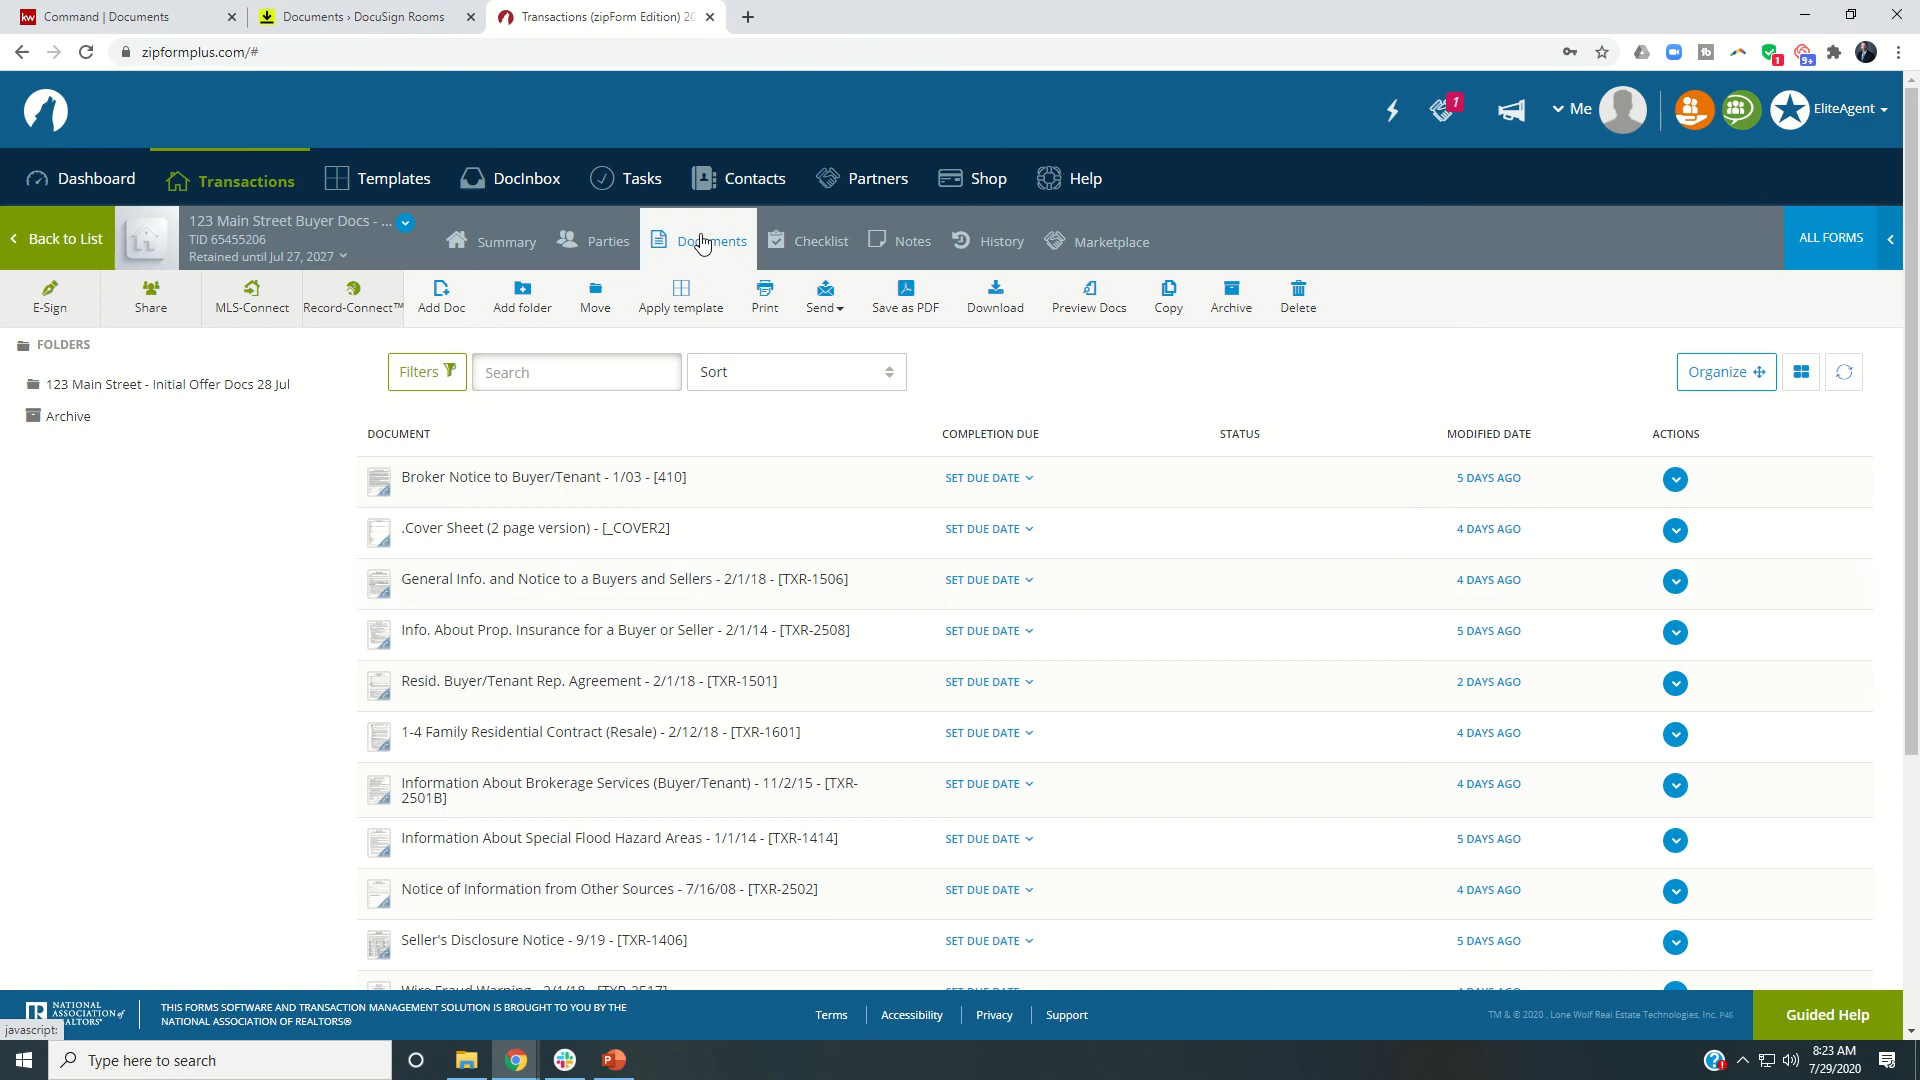 Command | Documents
Documents › DocuSign Rooms
Transactions (zipForm Edition) 20
zipformplus.com/#
1
9+
1
Me
EliteAgent
Dashboard
Transactions
Templates
DocInbox
Tasks
Contacts
Partners
Shop
Help
Back to List
123 Main Street Buyer Docs - ...
TID 65455206
Retained until Jul 27, 2027
Summary
Parties
Documents
Checklist
Notes
History
Marketplace
ALL FORMS
E-Sign
Share
MLS-Connect
Record-Connect™
Add Doc
Add folder
Move
Apply template
Print
Send
Save as PDF
Download
Preview Docs
Copy
Archive
Delete
FOLDERS
123 Main Street - Initial Offer Docs 28 Jul
Archive
Filters
Search
Sort
Organize
DOCUMENT COMPLETION DUE STATUS MODIFIED DATE ACTIONS
Broker Notice to Buyer/Tenant - 1/03 - [410] SET DUE DATE 5 DAYS AGO
.Cover Sheet (2 page version) - [_COVER2] SET DUE DATE 4 DAYS AGO
General Info. and Notice to a Buyers and Sellers - 2/1/18 - [TXR-1506] SET DUE DATE 4 DAYS AGO
Info. About Prop. Insurance for a Buyer or Seller - 2/1/14 - [TXR-2508] SET DUE DATE 5 DAYS AGO
Resid. Buyer/Tenant Rep. Agreement - 2/1/18 - [TXR-1501] SET DUE DATE 2 DAYS AGO
1-4 Family Residential Contract (Resale) - 2/12/18 - [TXR-1601] SET DUE DATE 4 DAYS AGO
Information About Brokerage Services (Buyer/Tenant) - 11/2/15 - [TXR- SET DUE DATE 4 DAYS AGO
2501B]
Information About Special Flood Hazard Areas - 1/1/14 - [TXR-1414] SET DUE DATE 5 DAYS AGO
Notice of Information from Other Sources - 7/16/08 - [TXR-2502] SET DUE DATE 4 DAYS AGO
Seller's Disclosure Notice - 9/19 - [TXR-1406] SET DUE DATE 5 DAYS AGO
Wire Fraud Warning - 2/1/18 - [TXR-2517]
NATIONAL
ASSOCIATION of
REALTORS®
THIS FORMS SOFTWARE AND TRANSACTION MANAGEMENT SOLUTION IS BROUGHT TO YOU BY THE
NATIONAL ASSOCIATION OF REALTORS®
Terms
Accessibility
Privacy
Support
TM & © 2020 , Lone Wolf Real Estate Technologies, Inc. P46
Guided Help
javascript:
Type here to search
8:23 AM
7/29/2020